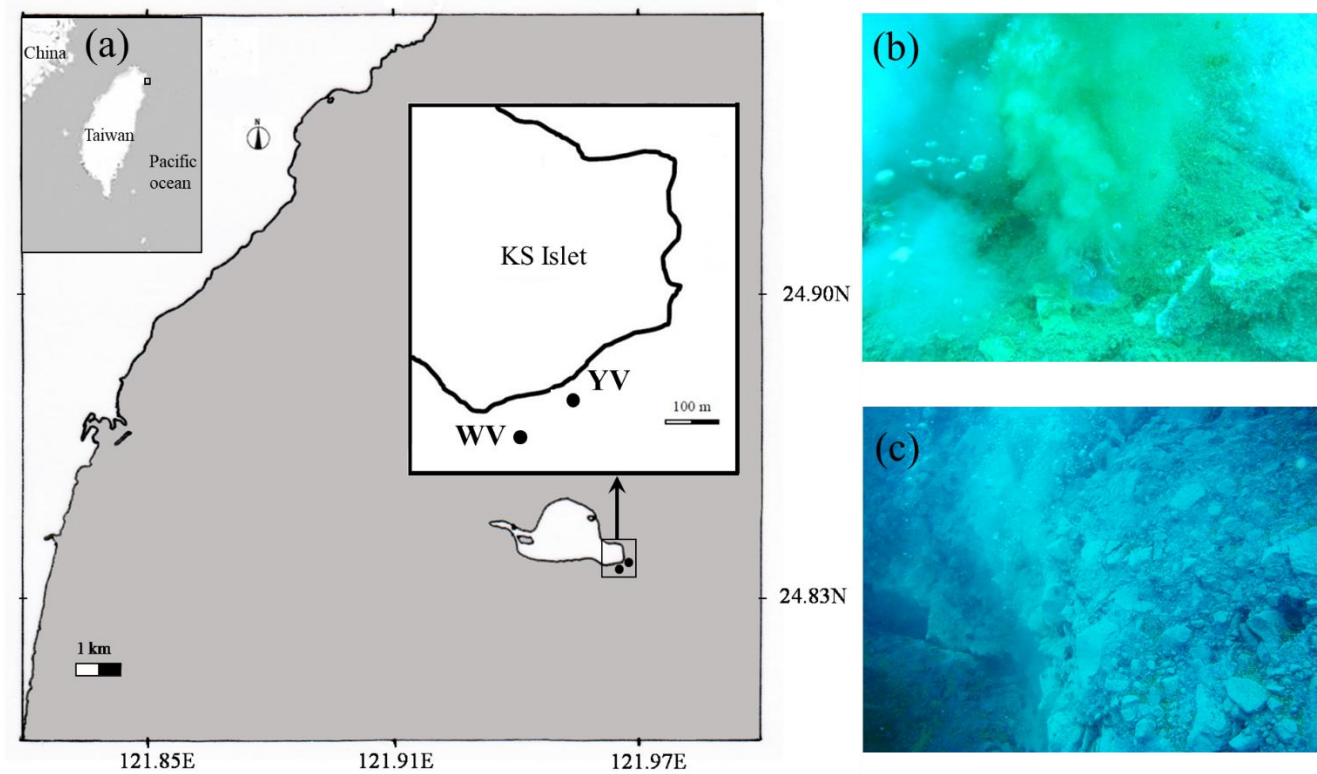 China
(a)
Taiwan
Pacific
ocean
N
KS Islet
YV
WV
100 m
1 km
24.90N
24.83N
121.85E
121.91E
121.97E
(b)
(c)